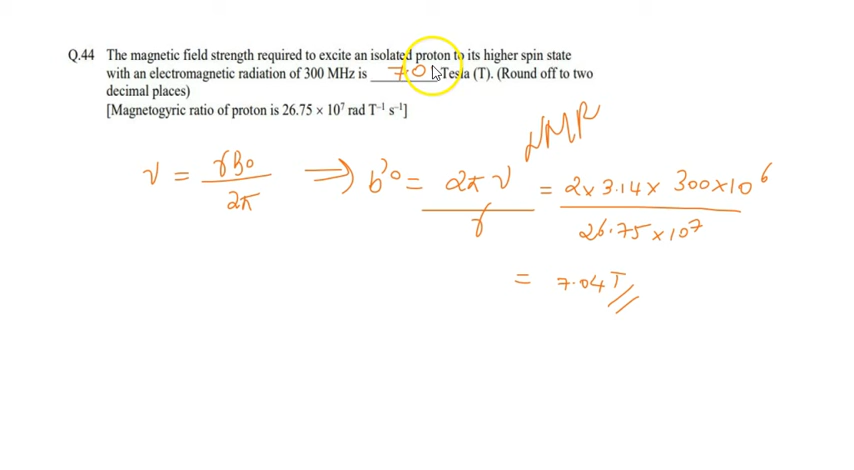 Q.44 The magnetic field strength required to excite an isolated proton to its higher spin state
with an electromagnetic radiation of 300 MHz is 7.0 Tesla (T). (Round off to two
decimal places)
[Magnetogyric ratio of proton is 26.75 × 10⁷ rad T⁻¹ s⁻¹]
NMR
ν = γB₀ / 2π ⟹ B₀ = 2πν / γ = 2 × 3.14 × 300 × 10⁶ / 26.75 × 10⁷
= 7.04 T